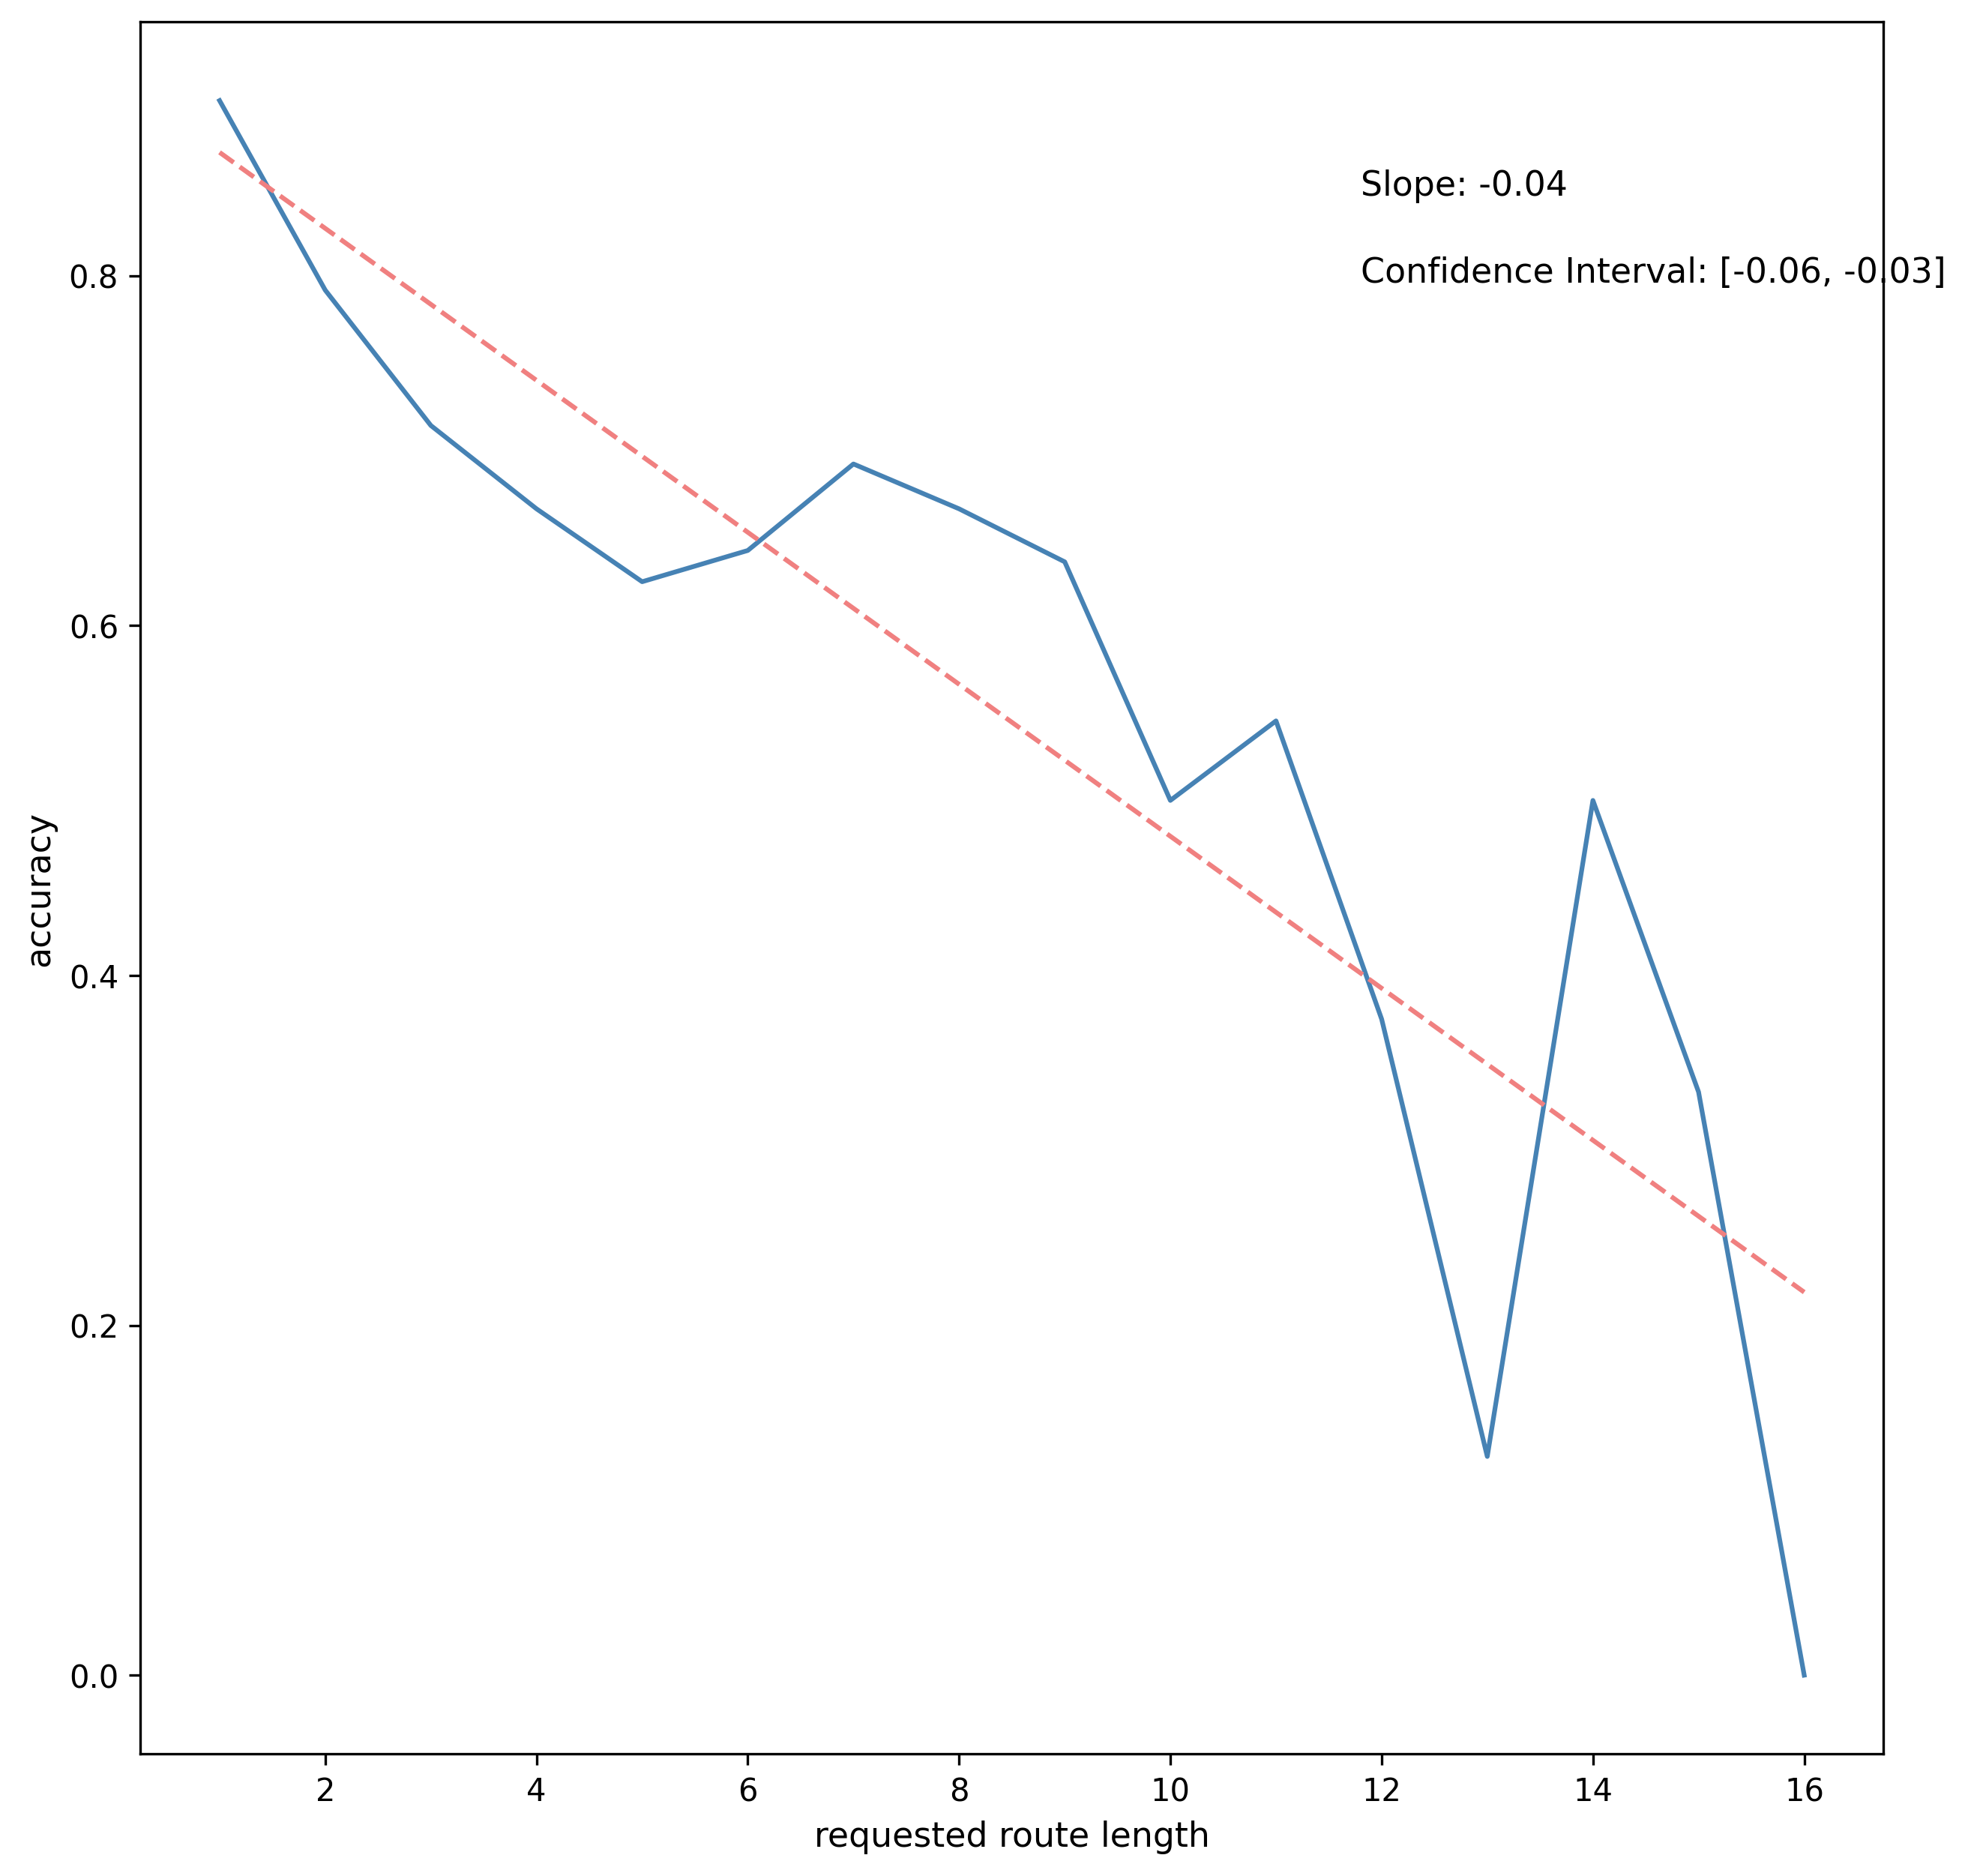 Slope: -0.04
Confidence Interval: [-0.06, -0.03]
0.8
0.6
0.4
0.2
0.0
accuracy
2 4 6 8 10 12 14 16
requested route length